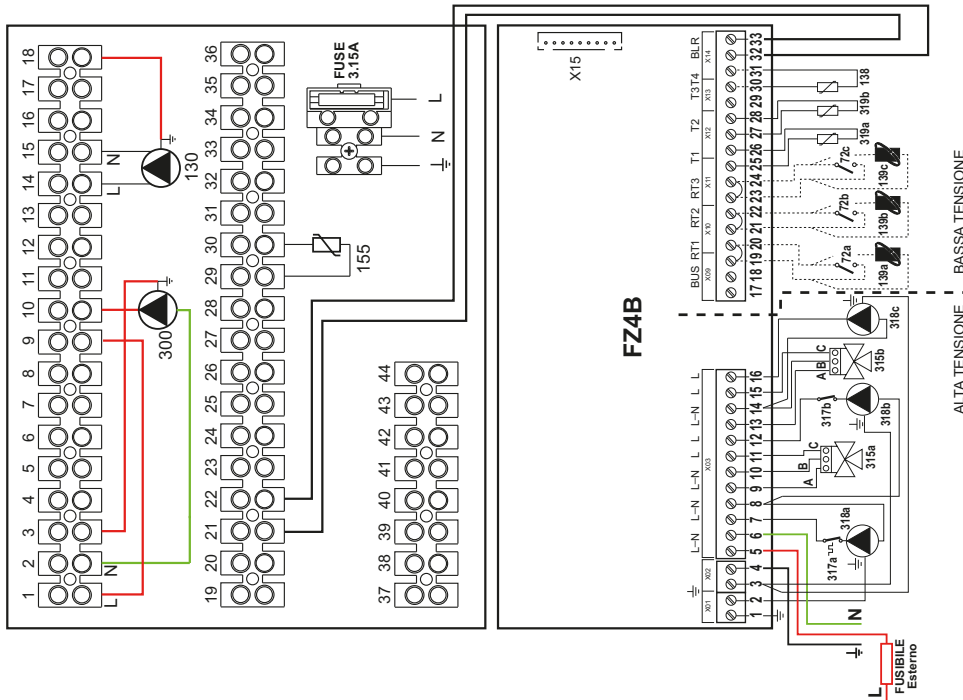 18
17
16
15
14
13
12
11
10
9
8
7
6
5
4
3
2
1
N
L
130
300
N
L
36
35
34
33
32
31
30
29
28
27
26
25
24
23
22
21
20
19
155
FUSE
3.15A
L
N
44
43
42
41
40
39
38
37
FZ4B
X15
BUS RT1 RT2 RT3 T1 T2 T3T4 BLR
X09 X10 X11 X12 X13 X14
17 18 19 20 21 22 23 24 25 26 27 28 29 30 31 32 33
139a
72a
139b
72b
139c
72c
319a
319b
138
BASSA TENSIONE
ALTA TENSIONE
L–N L–N L L L–N L L
X01 X02 X03
1 2 3 4 5 6 7 8 9 10 11 12 13 14 15 16
317a
318a
A B C
315a
317b
318b
A B C
315b
318c
N
L
FUSIBILE
Esterno